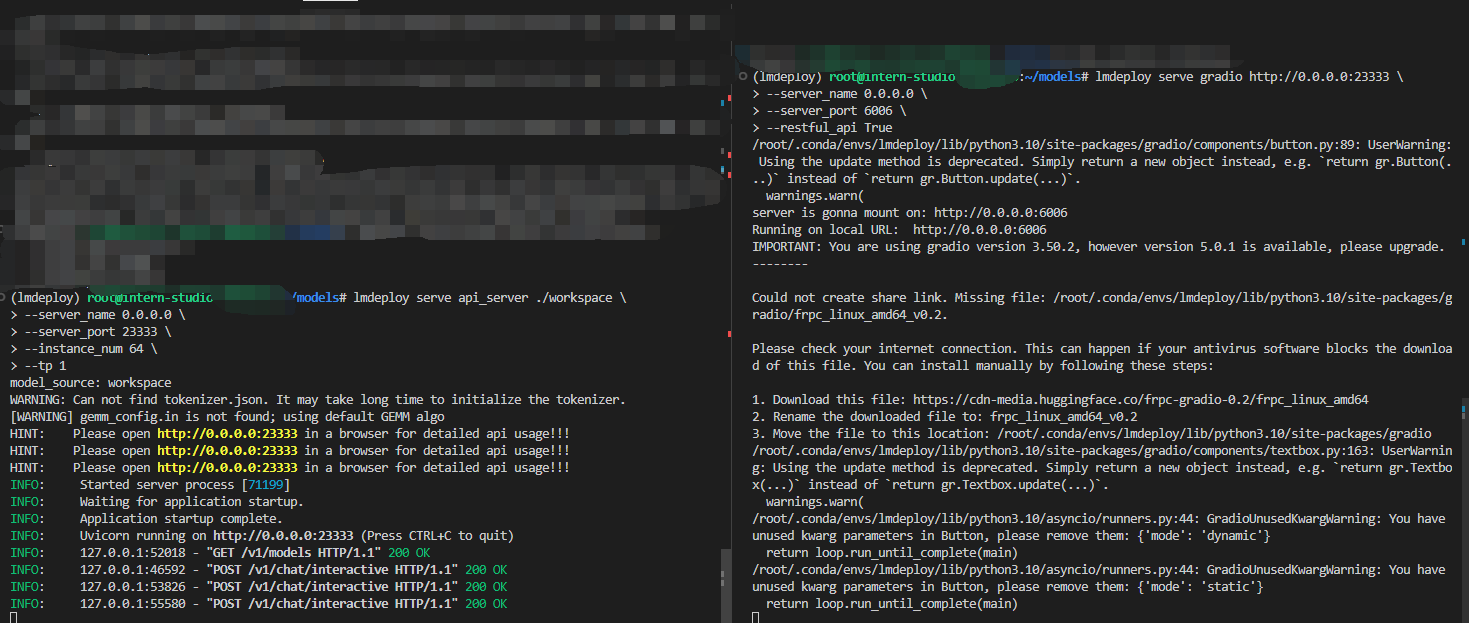 (lmdeploy) root@intern-studio /models# lmdeploy serve api_server ./workspace \
> --server_name 0.0.0.0 \
> --server_port 23333 \
> --instance_num 64 \
> --tp 1
model_source: workspace
WARNING: Can not find tokenizer.json. It may take long time to initialize the tokenizer.
[WARNING] gemm_config.in is not found; using default GEMM algo
HINT:    Please open http://0.0.0.0:23333 in a browser for detailed api usage!!!
HINT:    Please open http://0.0.0.0:23333 in a browser for detailed api usage!!!
HINT:    Please open http://0.0.0.0:23333 in a browser for detailed api usage!!!
INFO:     Started server process [71199]
INFO:     Waiting for application startup.
INFO:     Application startup complete.
INFO:     Uvicorn running on http://0.0.0.0:23333 (Press CTRL+C to quit)
INFO:     127.0.0.1:52018 - "GET /v1/models HTTP/1.1" 200 OK
INFO:     127.0.0.1:46592 - "POST /v1/chat/interactive HTTP/1.1" 200 OK
INFO:     127.0.0.1:53826 - "POST /v1/chat/interactive HTTP/1.1" 200 OK
INFO:     127.0.0.1:55580 - "POST /v1/chat/interactive HTTP/1.1" 200 OK
(lmdeploy) root@intern-studio :~/models# lmdeploy serve gradio http://0.0.0.0:23333 \
> --server_name 0.0.0.0 \
> --server_port 6006 \
> --restful_api True
/root/.conda/envs/lmdeploy/lib/python3.10/site-packages/gradio/components/button.py:89: UserWarning:
 Using the update method is deprecated. Simply return a new object instead, e.g. `return gr.Button(.
..)` instead of `return gr.Button.update(...)`.
  warnings.warn(
server is gonna mount on: http://0.0.0.0:6006
Running on local URL:  http://0.0.0.0:6006
IMPORTANT: You are using gradio version 3.50.2, however version 5.0.1 is available, please upgrade.
--------
Could not create share link. Missing file: /root/.conda/envs/lmdeploy/lib/python3.10/site-packages/g
radio/frpc_linux_amd64_v0.2.
Please check your internet connection. This can happen if your antivirus software blocks the downloa
d of this file. You can install manually by following these steps:
1. Download this file: https://cdn-media.huggingface.co/frpc-gradio-0.2/frpc_linux_amd64
2. Rename the downloaded file to: frpc_linux_amd64_v0.2
3. Move the file to this location: /root/.conda/envs/lmdeploy/lib/python3.10/site-packages/gradio
/root/.conda/envs/lmdeploy/lib/python3.10/site-packages/gradio/components/textbox.py:163: UserWarnin
g: Using the update method is deprecated. Simply return a new object instead, e.g. `return gr.Textbo
x(...)` instead of `return gr.Textbox.update(...)`.
  warnings.warn(
/root/.conda/envs/lmdeploy/lib/python3.10/asyncio/runners.py:44: GradioUnusedKwargWarning: You have
unused kwarg parameters in Button, please remove them: {'mode': 'dynamic'}
  return loop.run_until_complete(main)
/root/.conda/envs/lmdeploy/lib/python3.10/asyncio/runners.py:44: GradioUnusedKwargWarning: You have
unused kwarg parameters in Button, please remove them: {'mode': 'static'}
  return loop.run_until_complete(main)